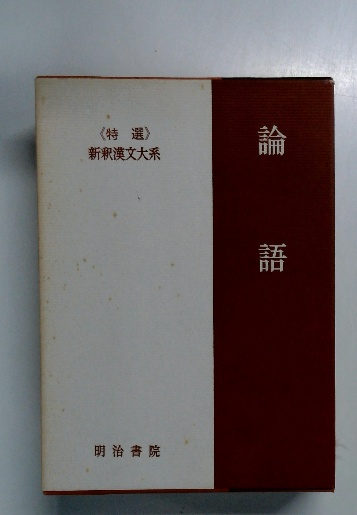 論語
《特選》
新釈漢文大系
明治書院